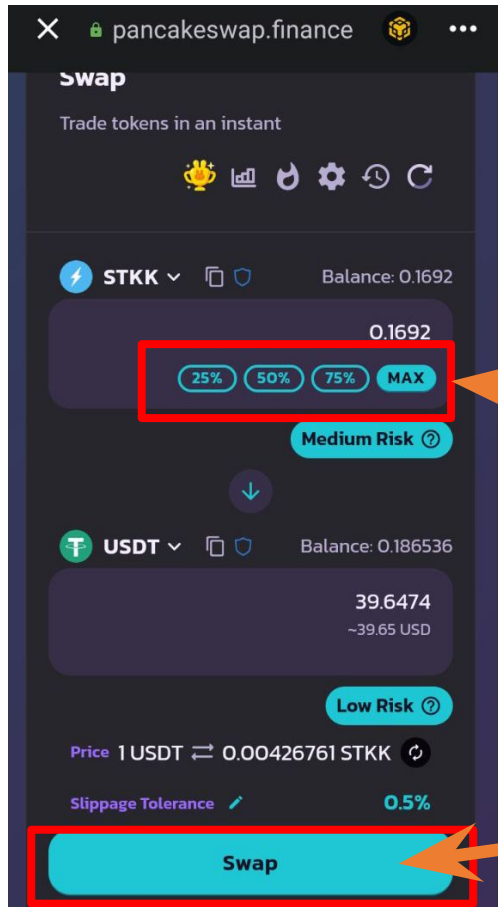 pancakeswap.finance
Swap
Trade tokens in an instant
STKK Balance: 0.1692
0.1692
25% 50% 75% MAX
Medium Risk
USDT Balance: 0.186536
39.6474
~39.65 USD
Low Risk
Price 1 USDT ⇄ 0.00426761 STKK
Slippage Tolerance 0.5%
Swap